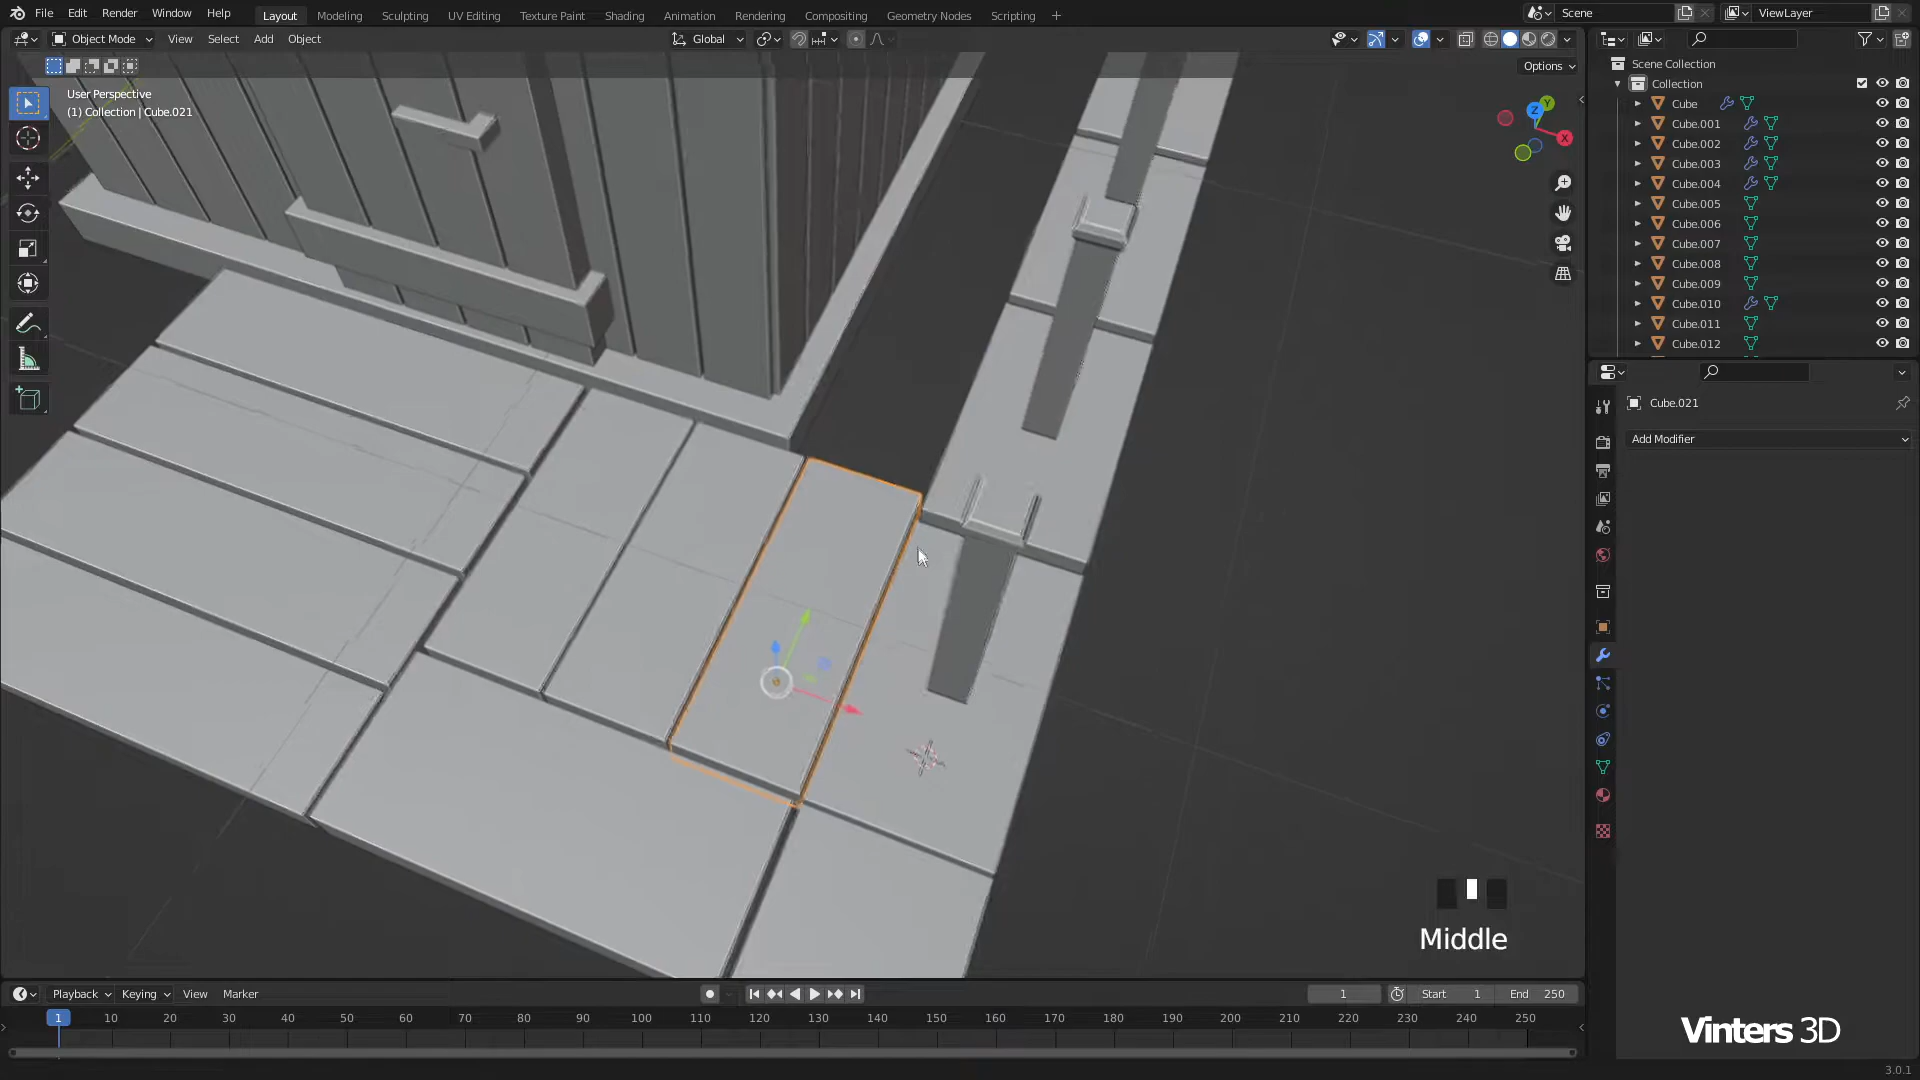 File Edit Render Window Help
Layout Modeling Sculpting UV Editing Texture Paint Shading Animation Rendering Compositing Geometry Nodes Scripting +
Scene
ViewLayer
Object Mode View Select Add Object
Global
Options
User Perspective
(1) Collection | Cube.021
Z
Y
X
Scene Collection
Collection
Cube
Cube.001
Cube.002
Cube.003
Cube.004
Cube.005
Cube.006
Cube.007
Cube.008
Cube.009
Cube.010
Cube.011
Cube.012
Cube.021
Add Modifier
Middle
Playback Keying View Marker
1
Start 1
End 250
1 10 20 30 40 50 60 70 80 90 100 110 120 130 140 150 160 170 180 190 200 210 220 230 240 250
Vinters 3D
3.0.1